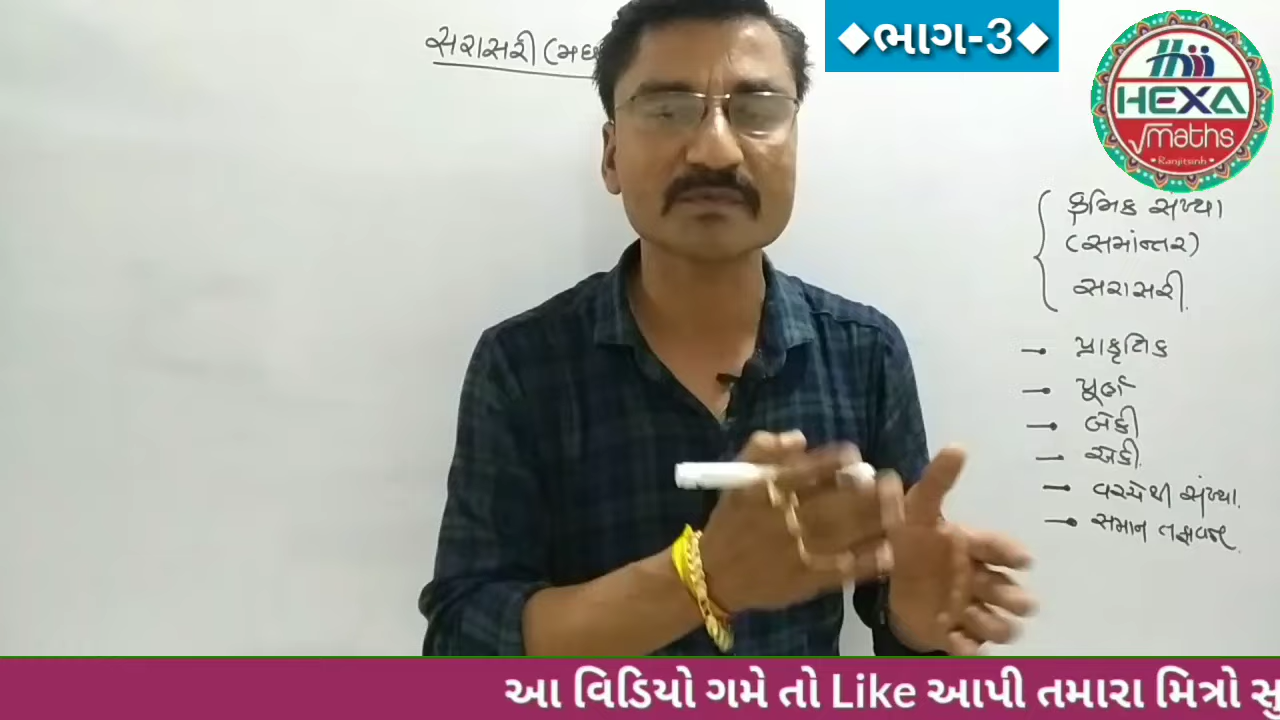 સરાસરી (મધ્
◆ભાગ-3◆
HEXA
√maths
Ranjitsinh
ક્રમિક સંખ્યા
(સમાંન્તર)
સરાસરી.
પ્રાકૃતિક
પૂર્ણ
બેકી
એકી.
વચ્ચેથી સંખ્યા.
સમાન તફાવત.
આ વિડિયો ગમે તો Like આપી તમારા મિત્રો સુ